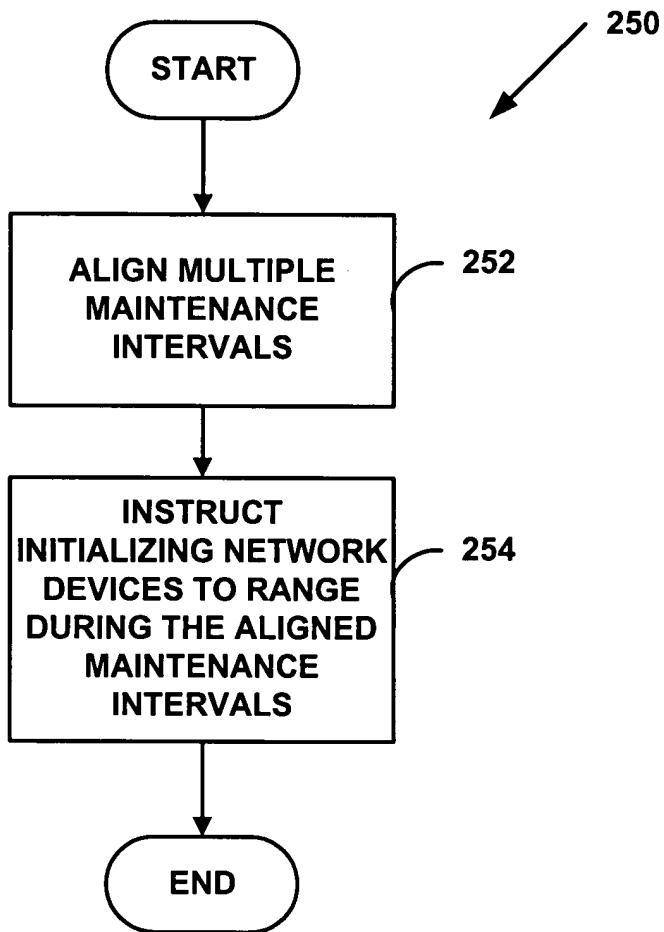 250
START
ALIGN MULTIPLE
MAINTENANCE
INTERVALS
252
INSTRUCT
INITIALIZING NETWORK
DEVICES TO RANGE
DURING THE ALIGNED
MAINTENANCE
INTERVALS
254
END